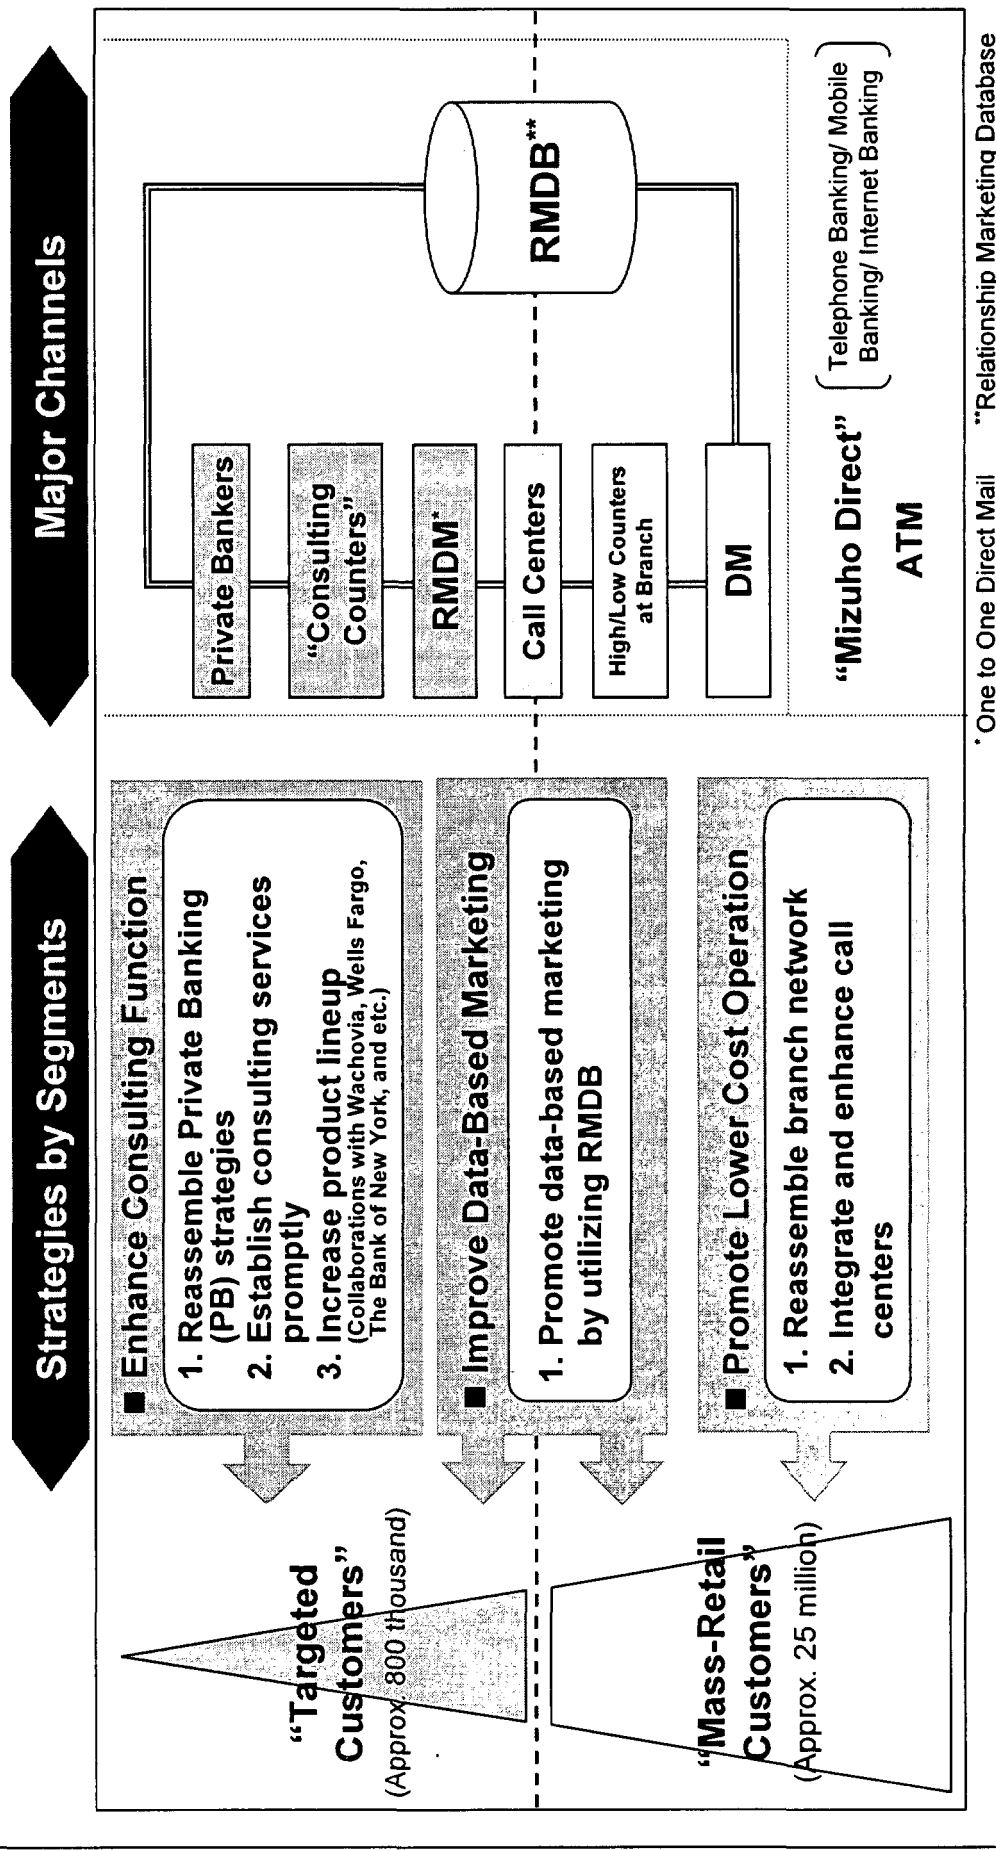 Strategies by Segments
Major Channels
“Targeted
Customers”
(Approx. 800 thousand)
“Mass-Retail
Customers”
(Approx. 25 million)
■ Enhance Consulting Function
1. Reassemble Private Banking
(PB) strategies
2. Establish consulting services
promptly
3. Increase product lineup
(Collaborations with Wachovia, Wells Fargo,
The Bank of New York, and etc.)
■ Improve Data-Based Marketing
1. Promote data-based marketing
by utilizing RMDB
■ Promote Lower Cost Operation
1. Reassemble branch network
2. Integrate and enhance call
centers
Private Bankers
“Consulting
Counters”
RMDM*
Call Centers
High/Low Counters
at Branch
DM
RMDB**
“Mizuho Direct”
(Telephone Banking/ Mobile
Banking/ Internet Banking)
ATM
* One to One Direct Mail **Relationship Marketing Database